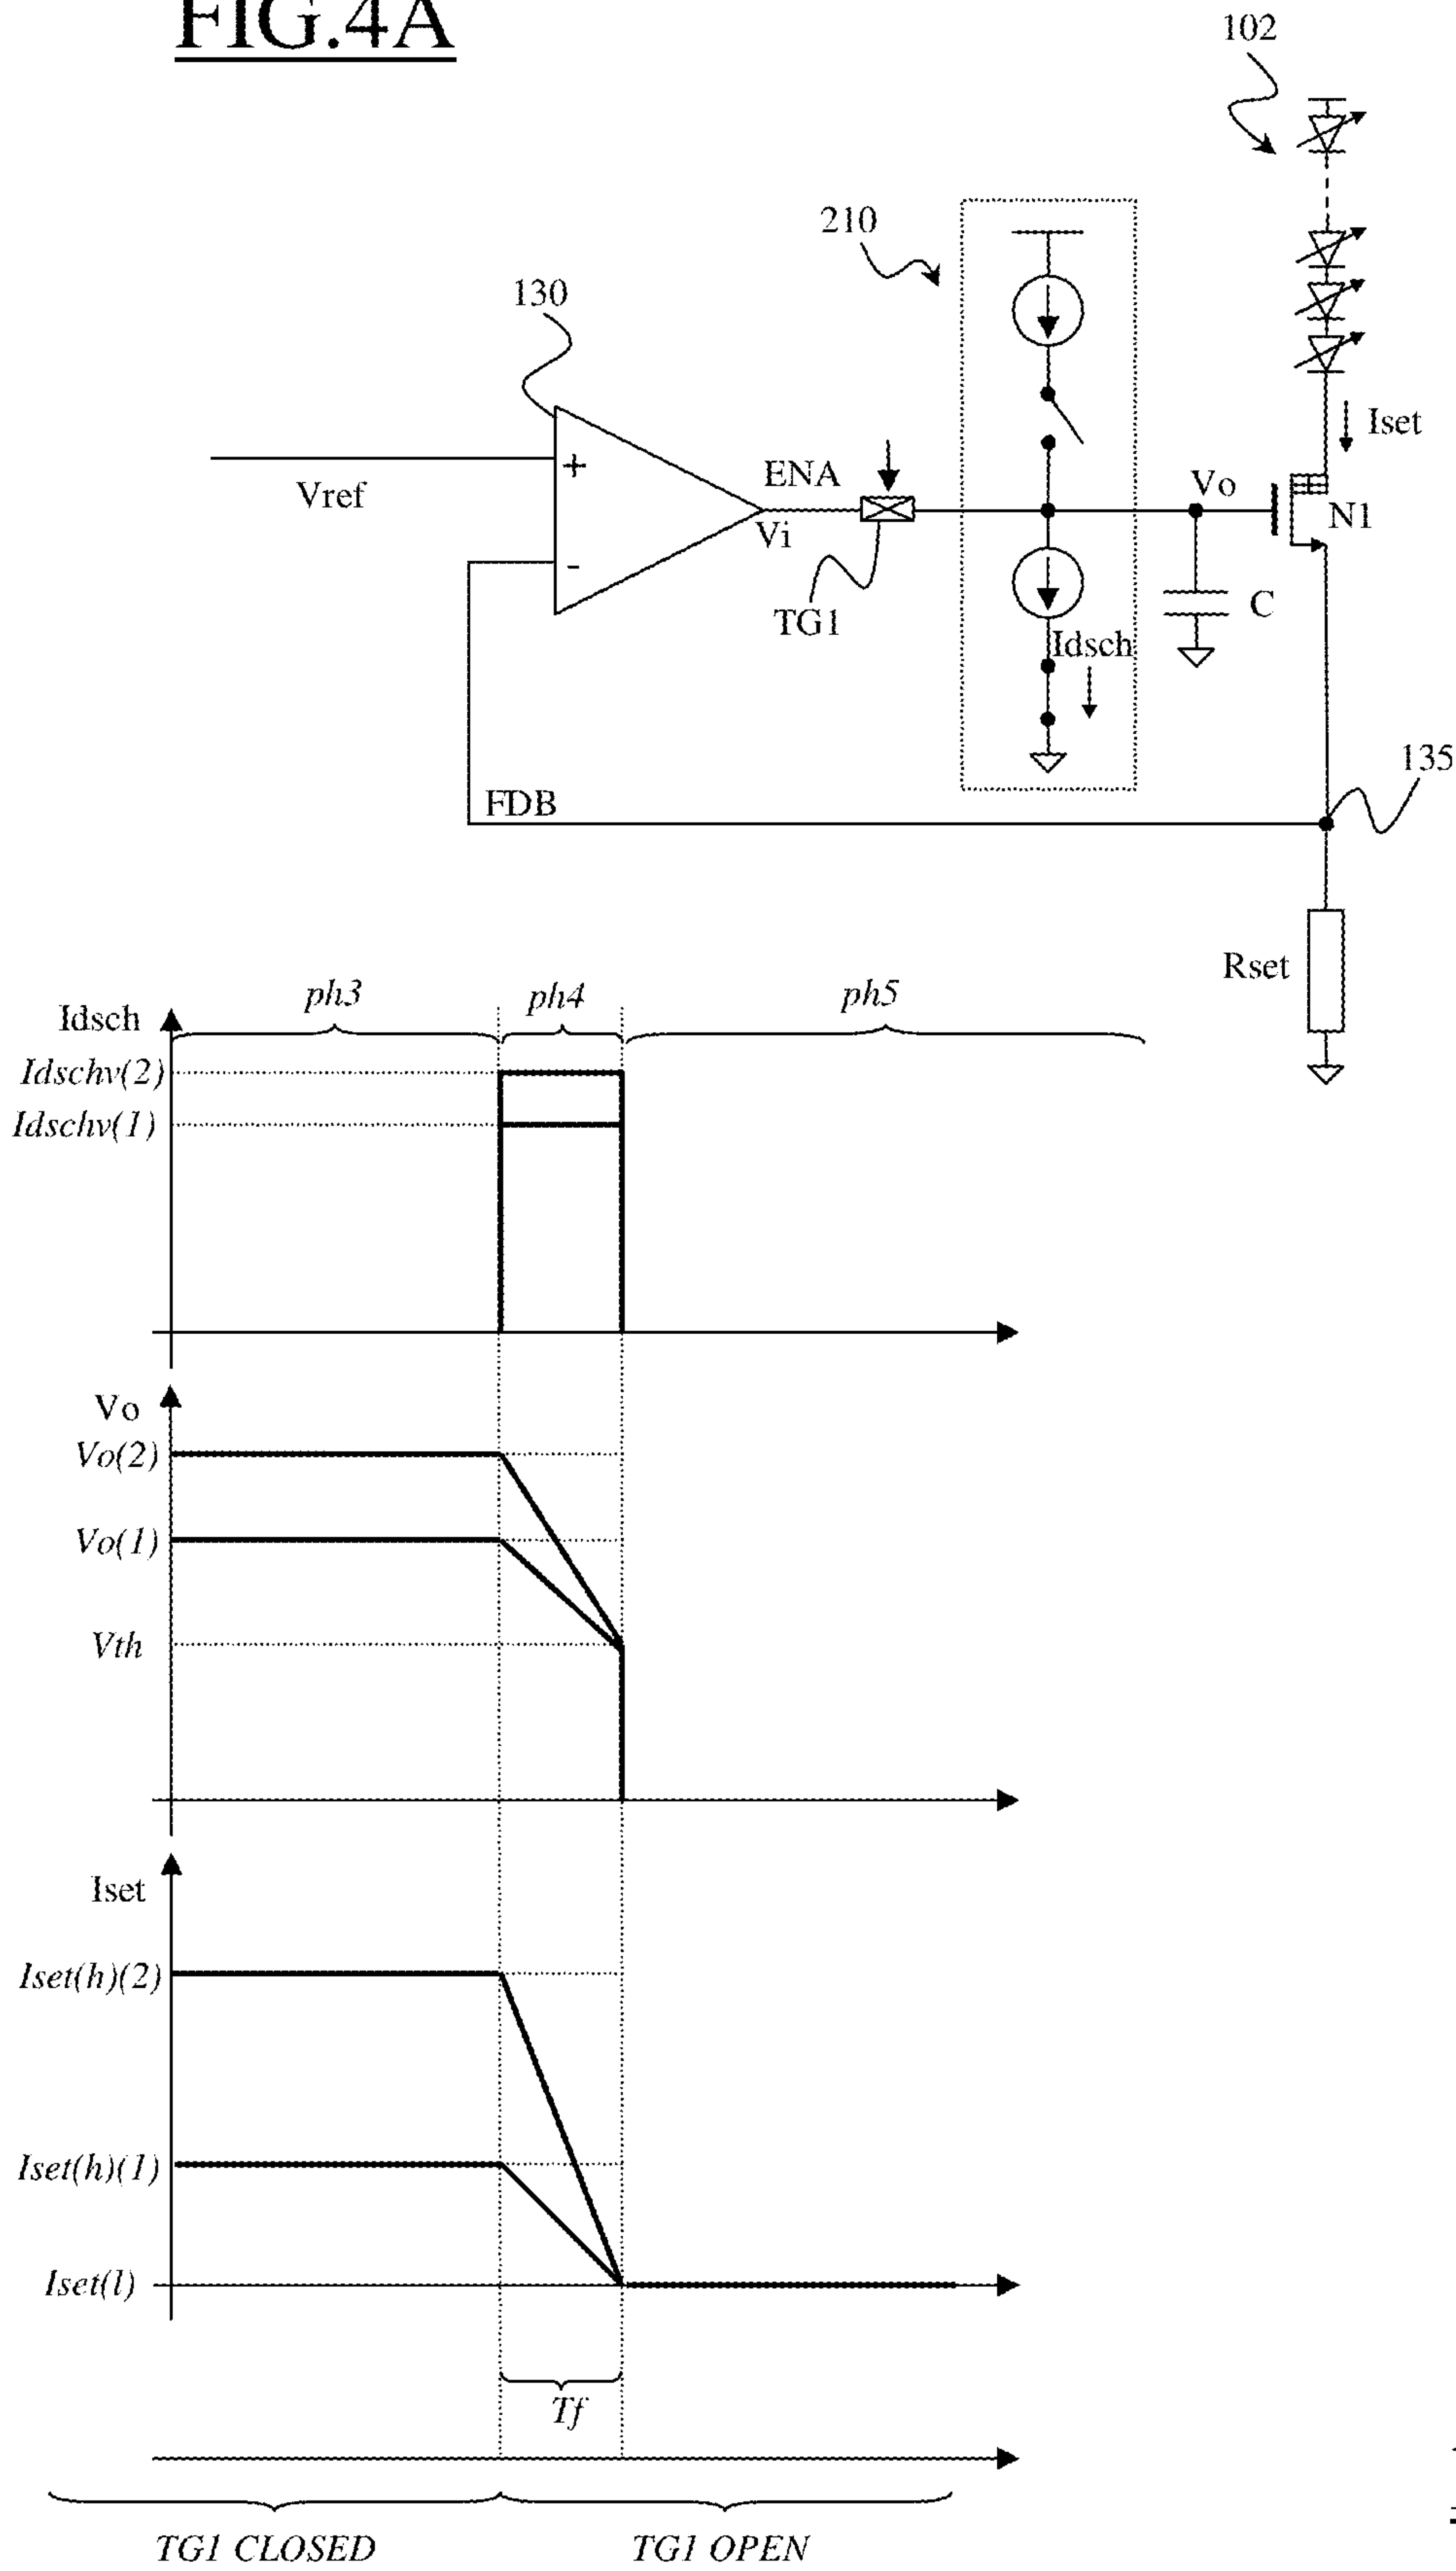 FIG.4A
102
210
130
Iset
Vref
+
-
ENA
Vi
TG1
Vo
N1
C
Idsch
FDB
135
Rset
ph3
ph4
ph5
Idsch
Idschv(2)
Idschv(1)
Vo
Vo(2)
Vo(1)
Vth
Iset
Iset(h)(2)
Iset(h)(1)
Iset(l)
Tf
TG1 CLOSED
TG1 OPEN